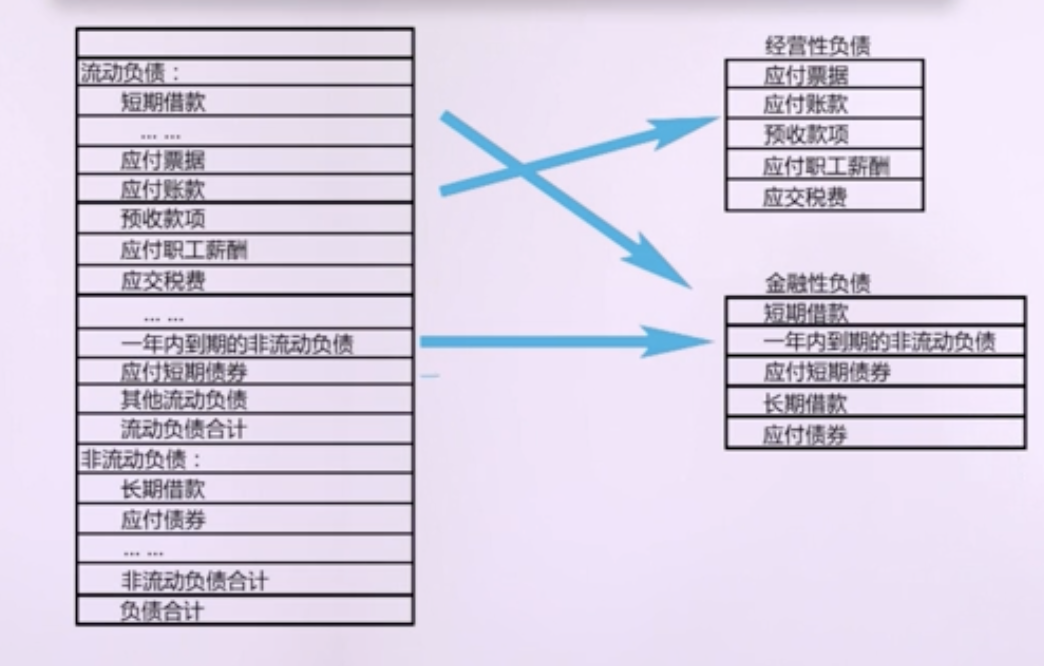 流动负债：
短期借款
... ...
应付票据
应付账款
预收款项
应付职工薪酬
应交税费
... ...
一年内到期的非流动负债
应付短期债券
其他流动负债
流动负债合计
非流动负债：
长期借款
应付债券
... ...
非流动负债合计
负债合计
经营性负债
应付票据
应付账款
预收款项
应付职工薪酬
应交税费
金融性负债
短期借款
一年内到期的非流动负债
应付短期债券
长期借款
应付债券